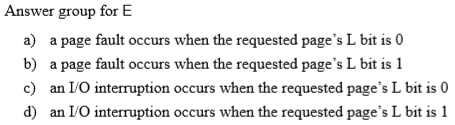 Answer group for E
a) a page fault occurs when the requested page's L bit is 0
b) a page fault occurs when the requested page's L bit is 1
c) an I/O interruption occurs when the requested page's L bit is 0
d) an I/O interruption occurs when the requested page's L bit is 1